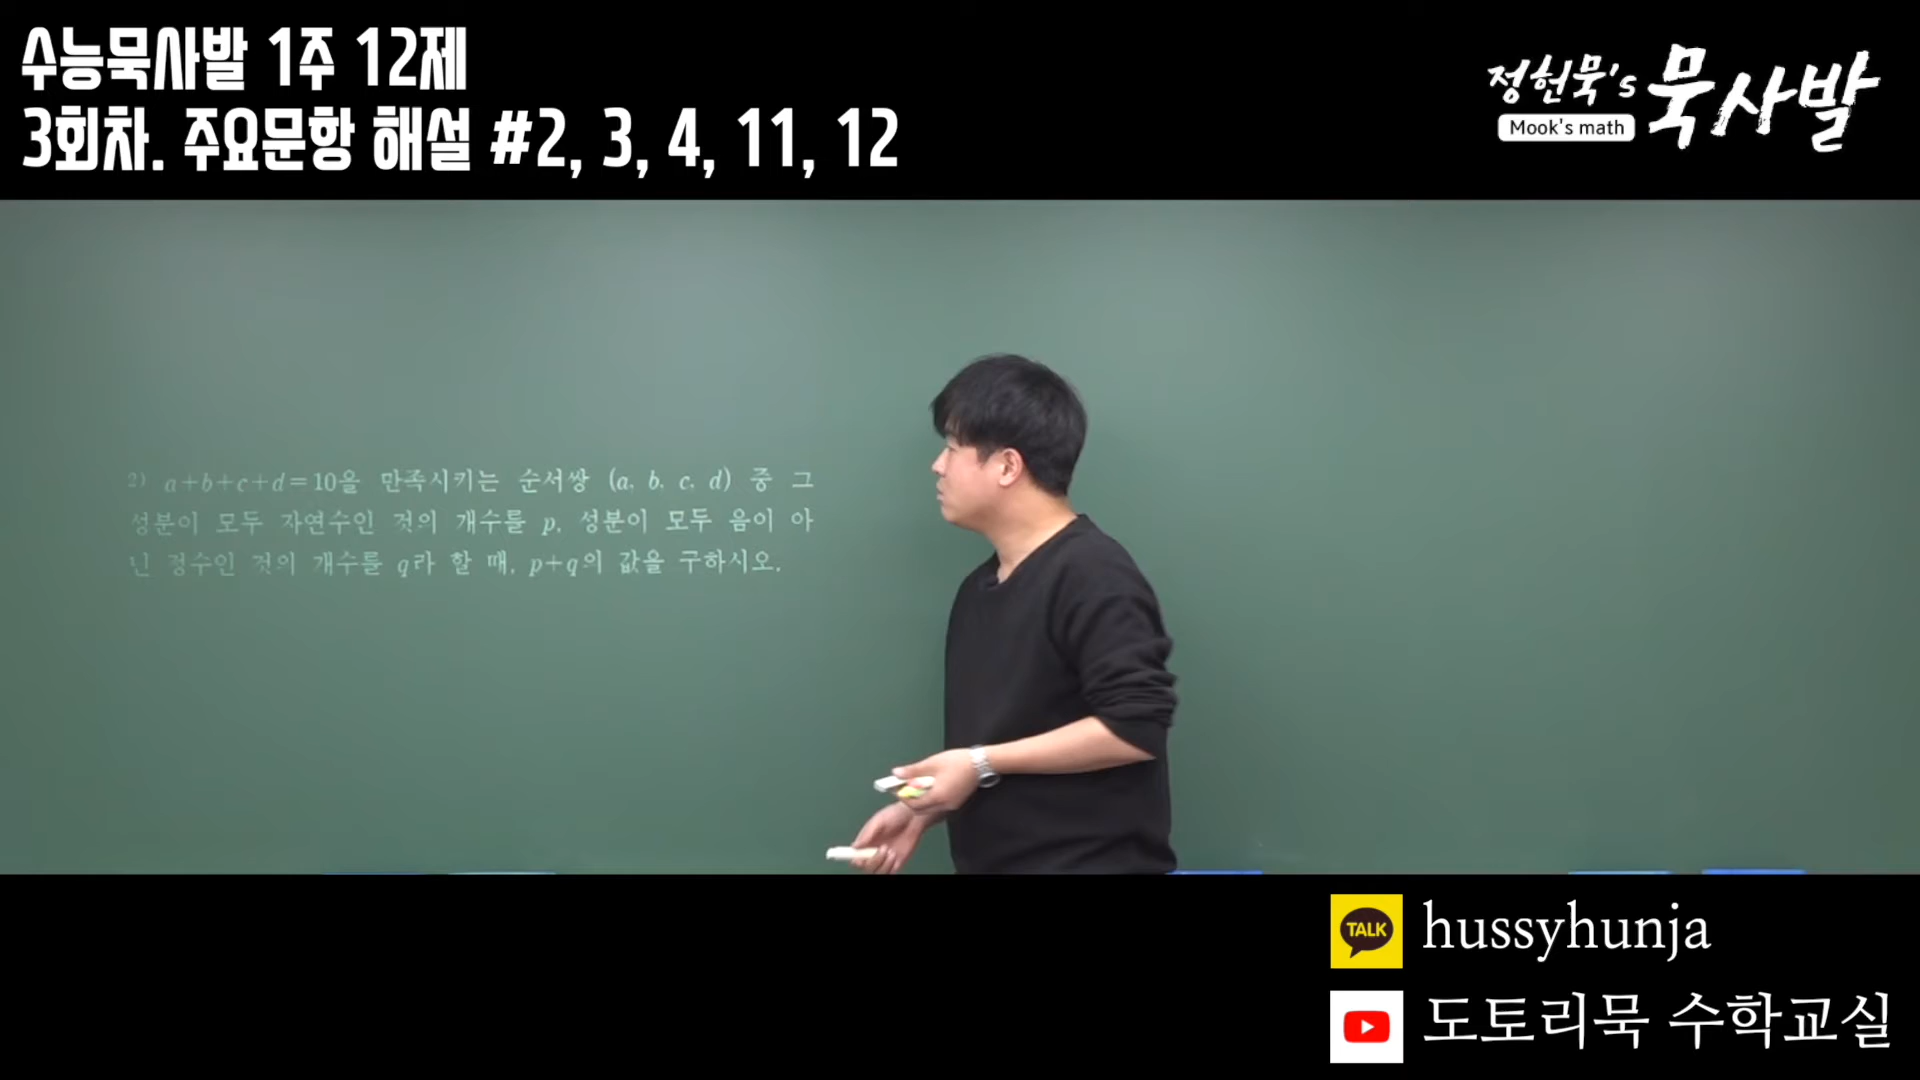 수능묵사발 1주 12제
3회차. 주요문항 해설 #2, 3, 4, 11, 12
정헌묵's
Mook's math
묵사발
2) a+b+c+d=10을 만족시키는 순서쌍 (a, b, c, d) 중 그
성분이 모두 자연수인 것의 개수를 p, 성분이 모두 음이 아
닌 정수인 것의 개수를 q라 할 때, p+q의 값을 구하시오.
TALK
hussyhunja
도토리묵 수학교실